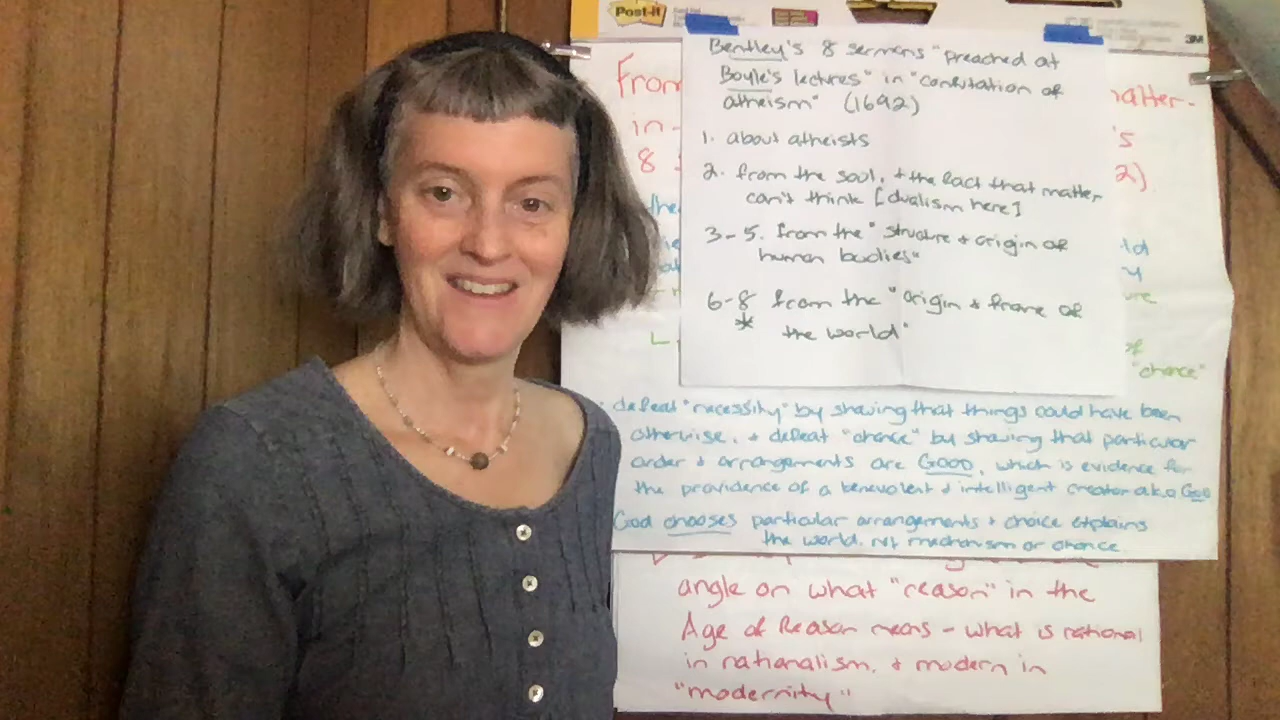 Post-it
3M
Bentley's 8 sermons "preached at
Boyle's lectures" in "confutation of
atheism" (1692)
1. about atheists
2. from the soul, + the fact that matter
can't think [dualism here]
3-5. from the "structure + origin of
human bodies"
6-8 from the "origin + frame of
*
the world"
From
matter-
in-
's
8
2)
of
"chance"
defeat "necessity" by showing that things could have been
otherwise, + defeat "chance" by showing that particular
order + arrangements are GOOD, which is evidence for
the providence of a benevolent + intelligent creator aka God
God chooses particular arrangements + choice explains
the world, not mechanism or chance
angle on what "reason" in the
Age of Reason means - what is rational
in rationalism, + modern in
"modernity"